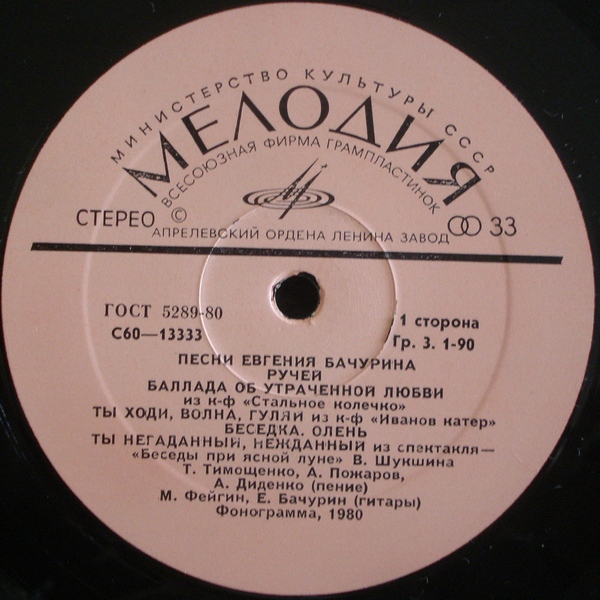 МИНИСТЕРСТВО КУЛЬТУРЫ СССР
МЕЛОДИЯ
ВСЕСОЮЗНАЯ ФИРМА ГРАМПЛАСТИНОК
СТЕРЕО © 33
АПРЕЛЕВСКИЙ ОРДЕНА ЛЕНИНА ЗАВОД
ГОСТ 5289-80 1 сторона
С60—13333 Гр. 3. 1-90
ПЕСНИ ЕВГЕНИЯ БАЧУРИНА
РУЧЕЙ
БАЛЛАДА ОБ УТРАЧЕННОЙ ЛЮБВИ
из к-ф «Стальное колечко»
ТЫ ХОДИ, ВОЛНА, ГУЛЯЙ из к-ф «Иванов катер»
БЕСЕДКА. ОЛЕНЬ
ТЫ НЕГАДАННЫЙ, НЕЖДАННЫЙ из спектакля—
«Беседы при ясной луне» В. Шукшина
Т. Тимощенко, А. Пожаров,
А. Диденко (пение)
М. Фейгин, Е. Бачурин (гитары)
Фонограмма, 1980